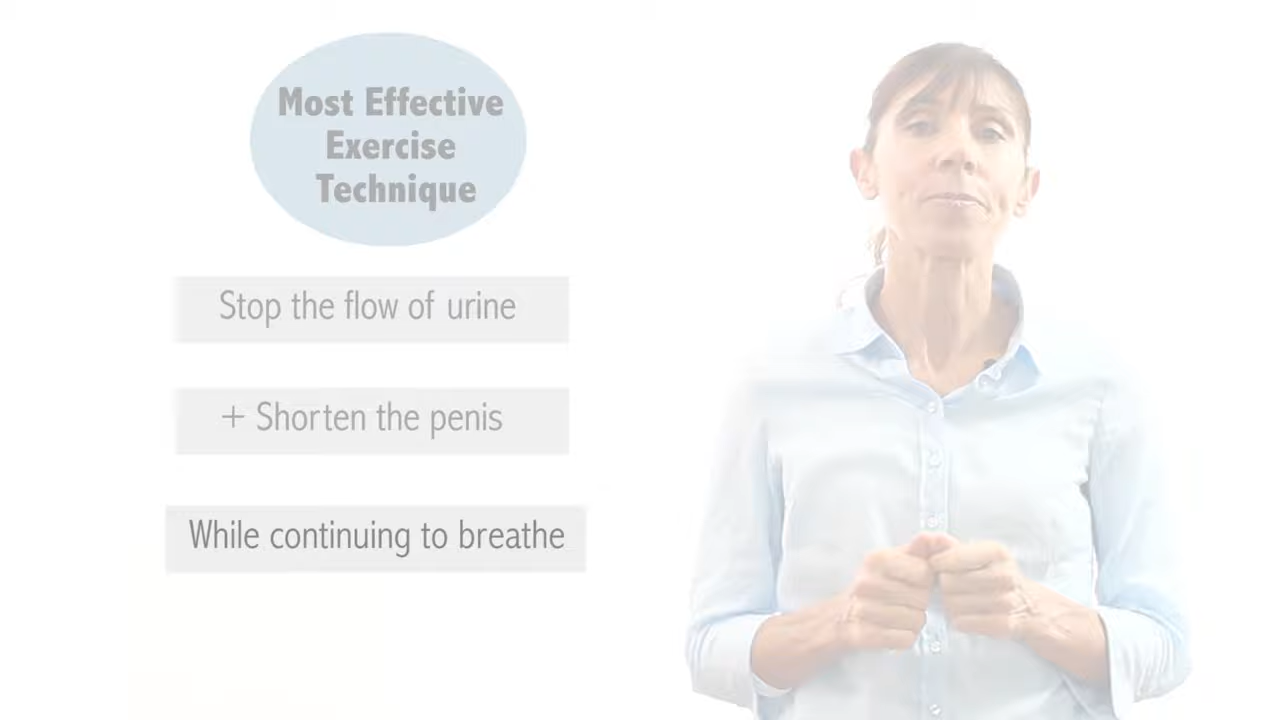 Most Effective
Exercise
Technique
Stop the flow of urine
+ Shorten the penis
While continuing to breathe